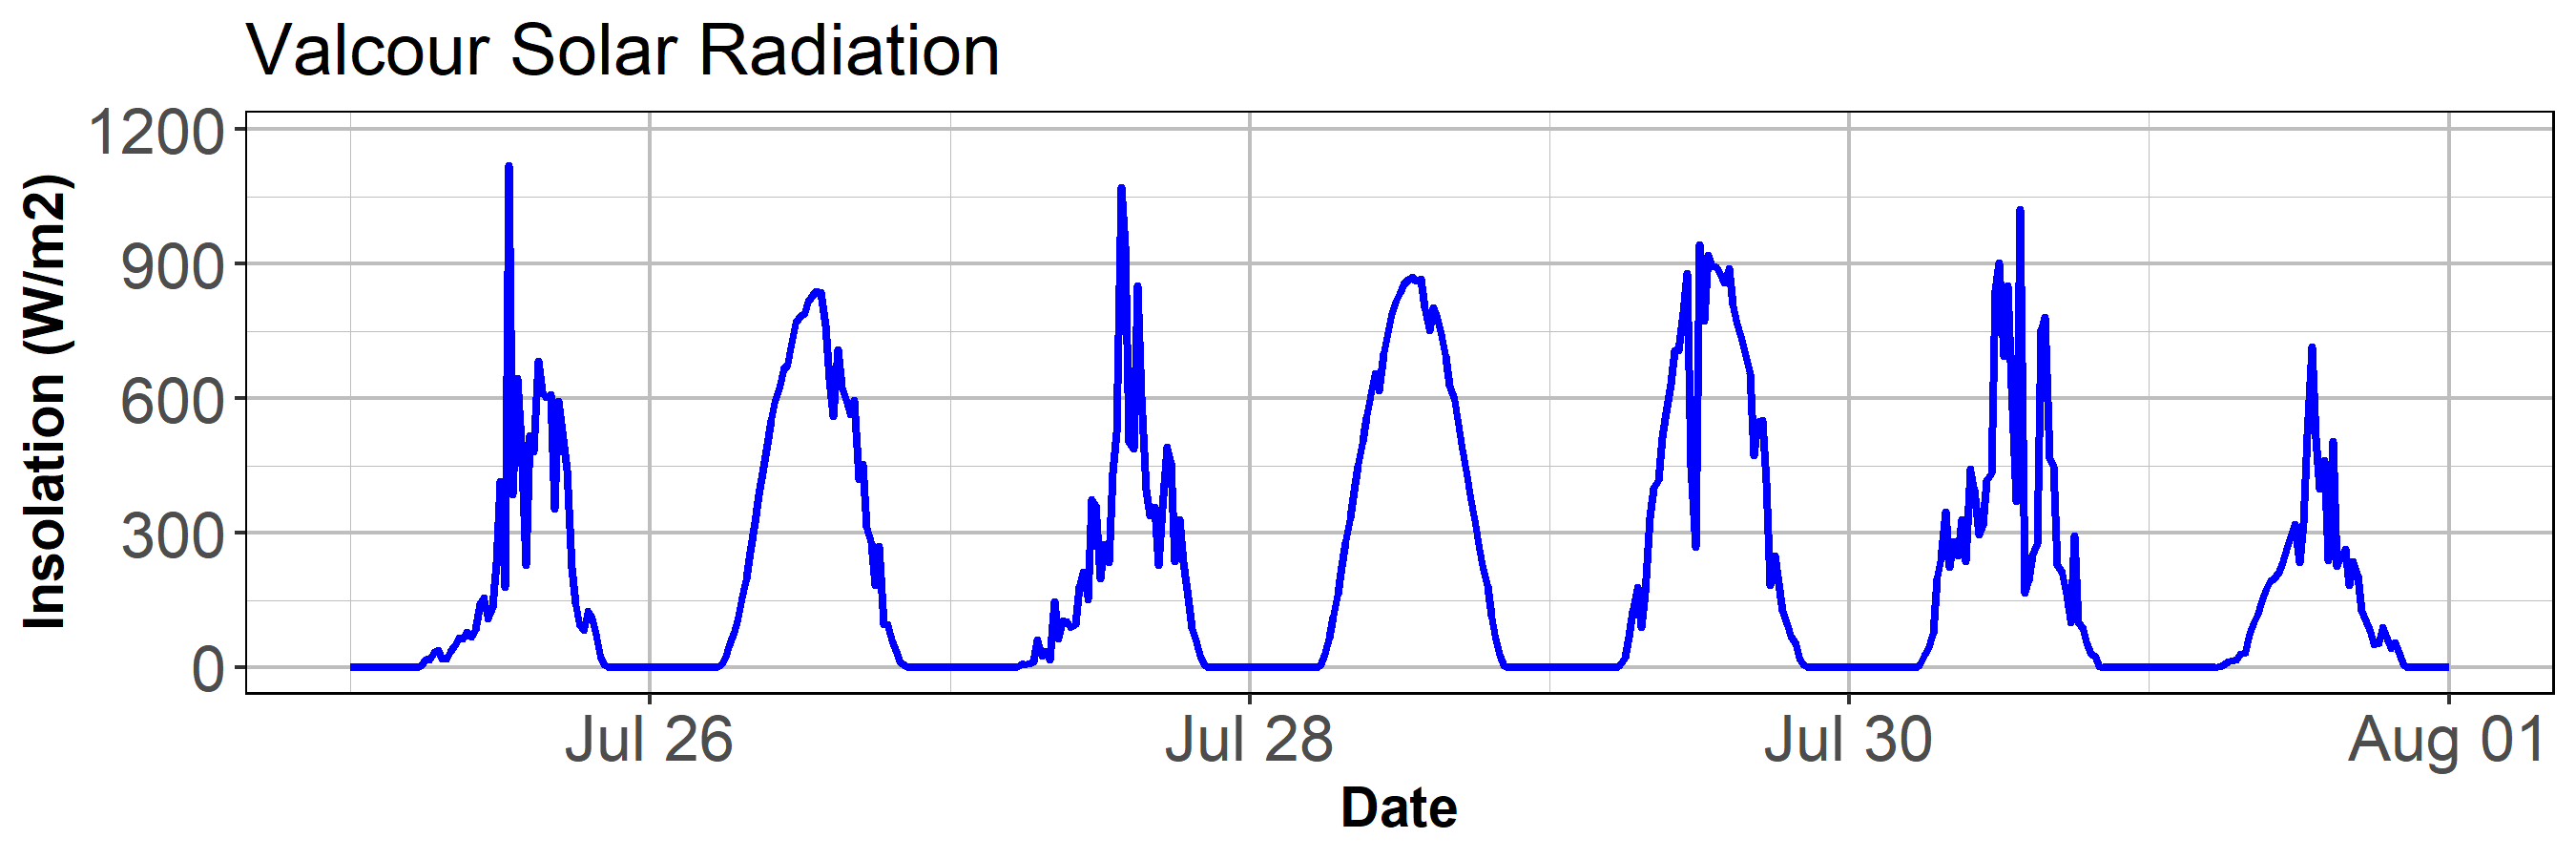 Valcour Solar Radiation
Insolation (W/m2)
1200
900
600
300
0
Jul 26
Jul 28
Jul 30
Aug 01
Date